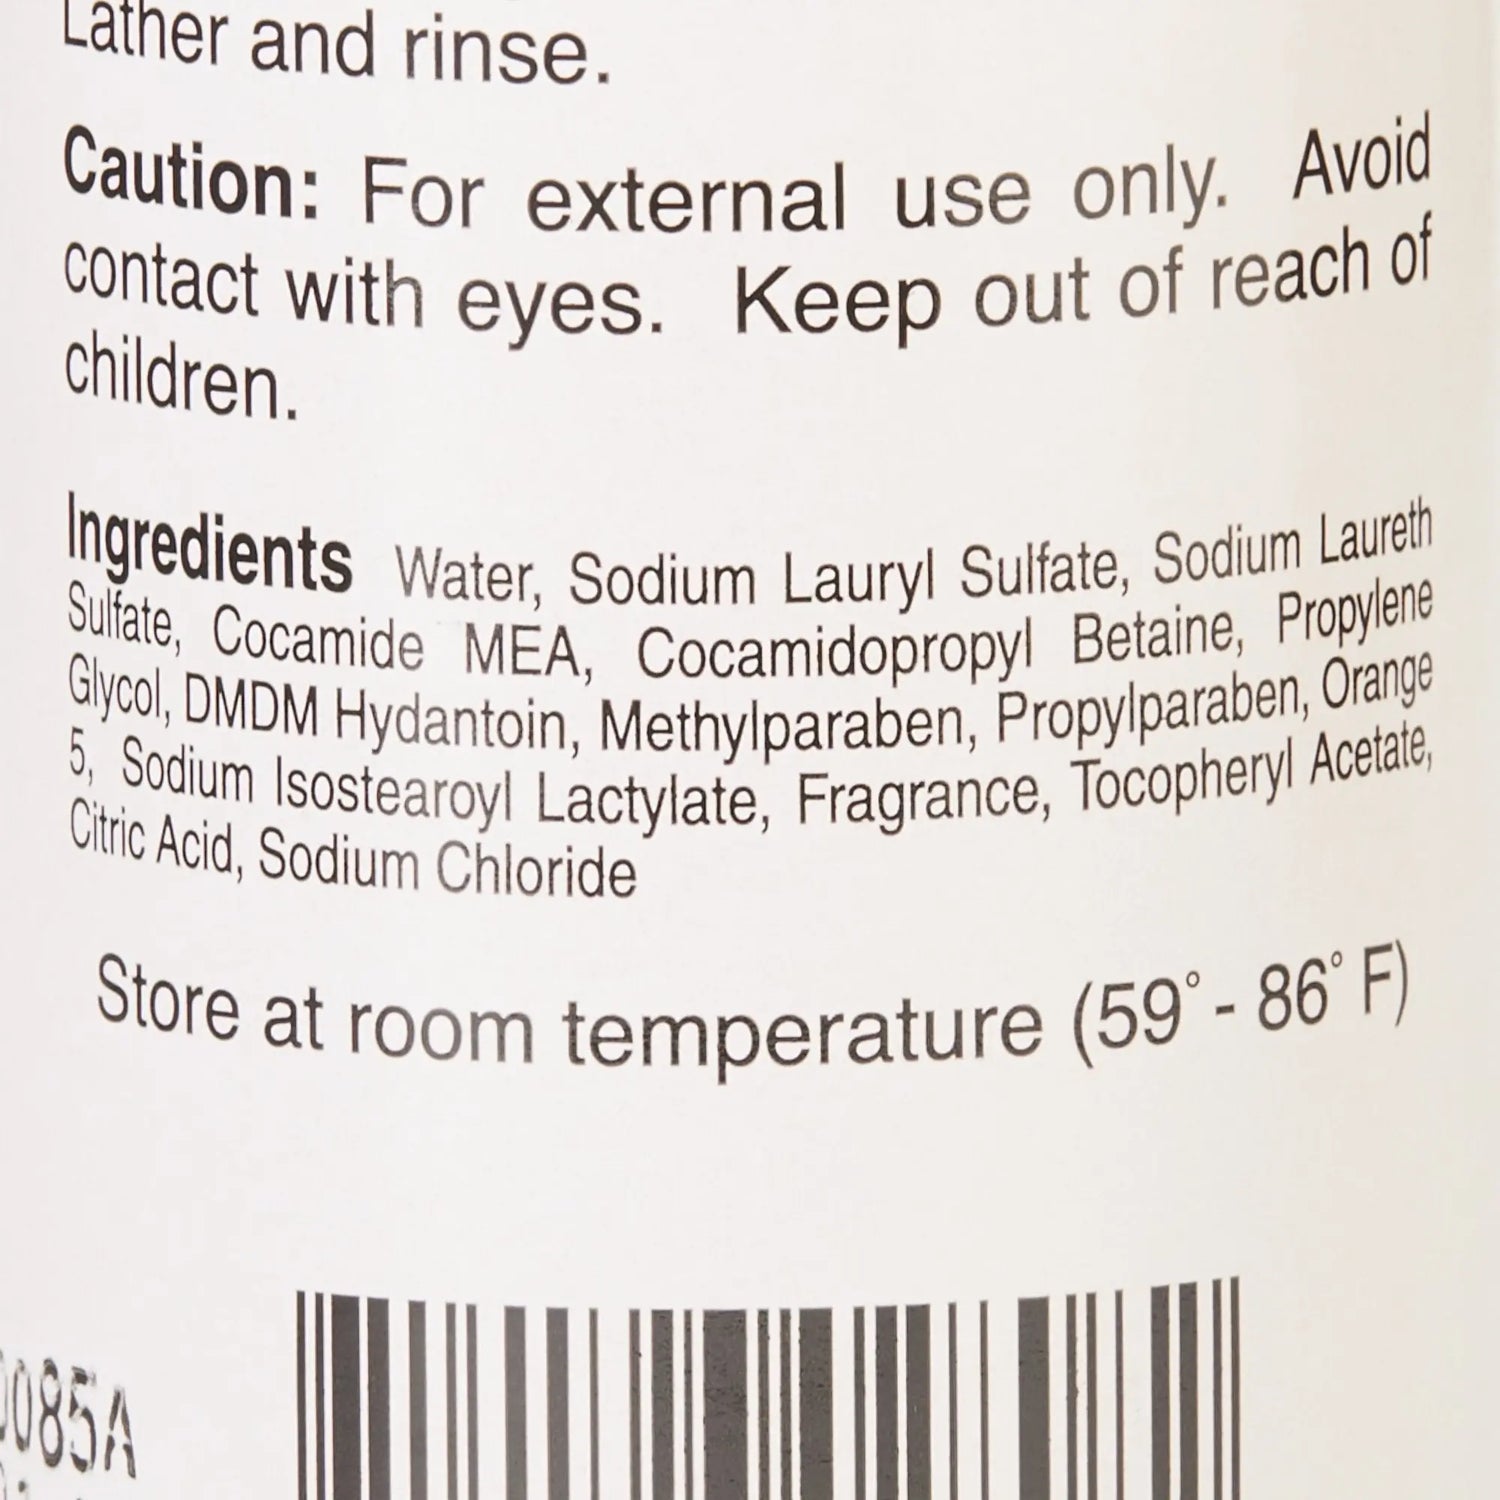 Lather and rinse.
Caution: For external use only. Avoid
contact with eyes. Keep out of reach of
children.
Ingredients Water, Sodium Lauryl Sulfate, Sodium Laureth
Sulfate, Cocamide MEA, Cocamidopropyl Betaine, Propylene
Glycol, DMDM Hydantoin, Methylparaben, Propylparaben, Orange
5, Sodium Isostearoyl Lactylate, Fragrance, Tocopheryl Acetate,
Citric Acid, Sodium Chloride
Store at room temperature (59° - 86° F)
085A